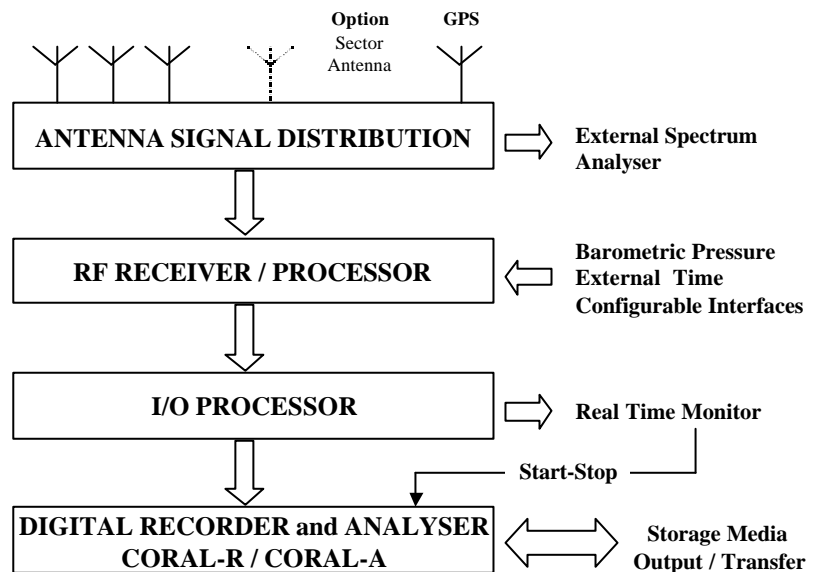 Option
Sector
Antenna
GPS
ANTENNA SIGNAL DISTRIBUTION
External Spectrum
Analyser
RF RECEIVER / PROCESSOR
Barometric Pressure
External Time
Configurable Interfaces
I/O PROCESSOR
Real Time Monitor
Start-Stop
DIGITAL RECORDER and ANALYSER
CORAL-R / CORAL-A
Storage Media
Output / Transfer